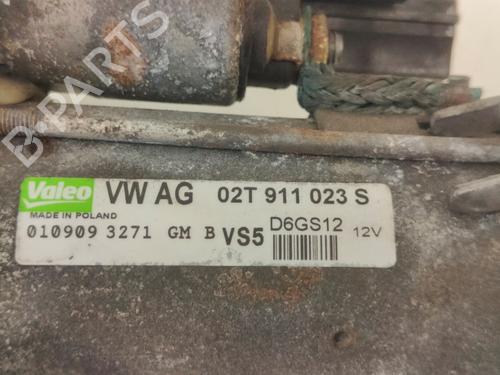 B-PARTS
Valeo VW AG 02T 911 023 S
MADE IN POLAND
010909 3271 GM B VS5 D6GS12 12V